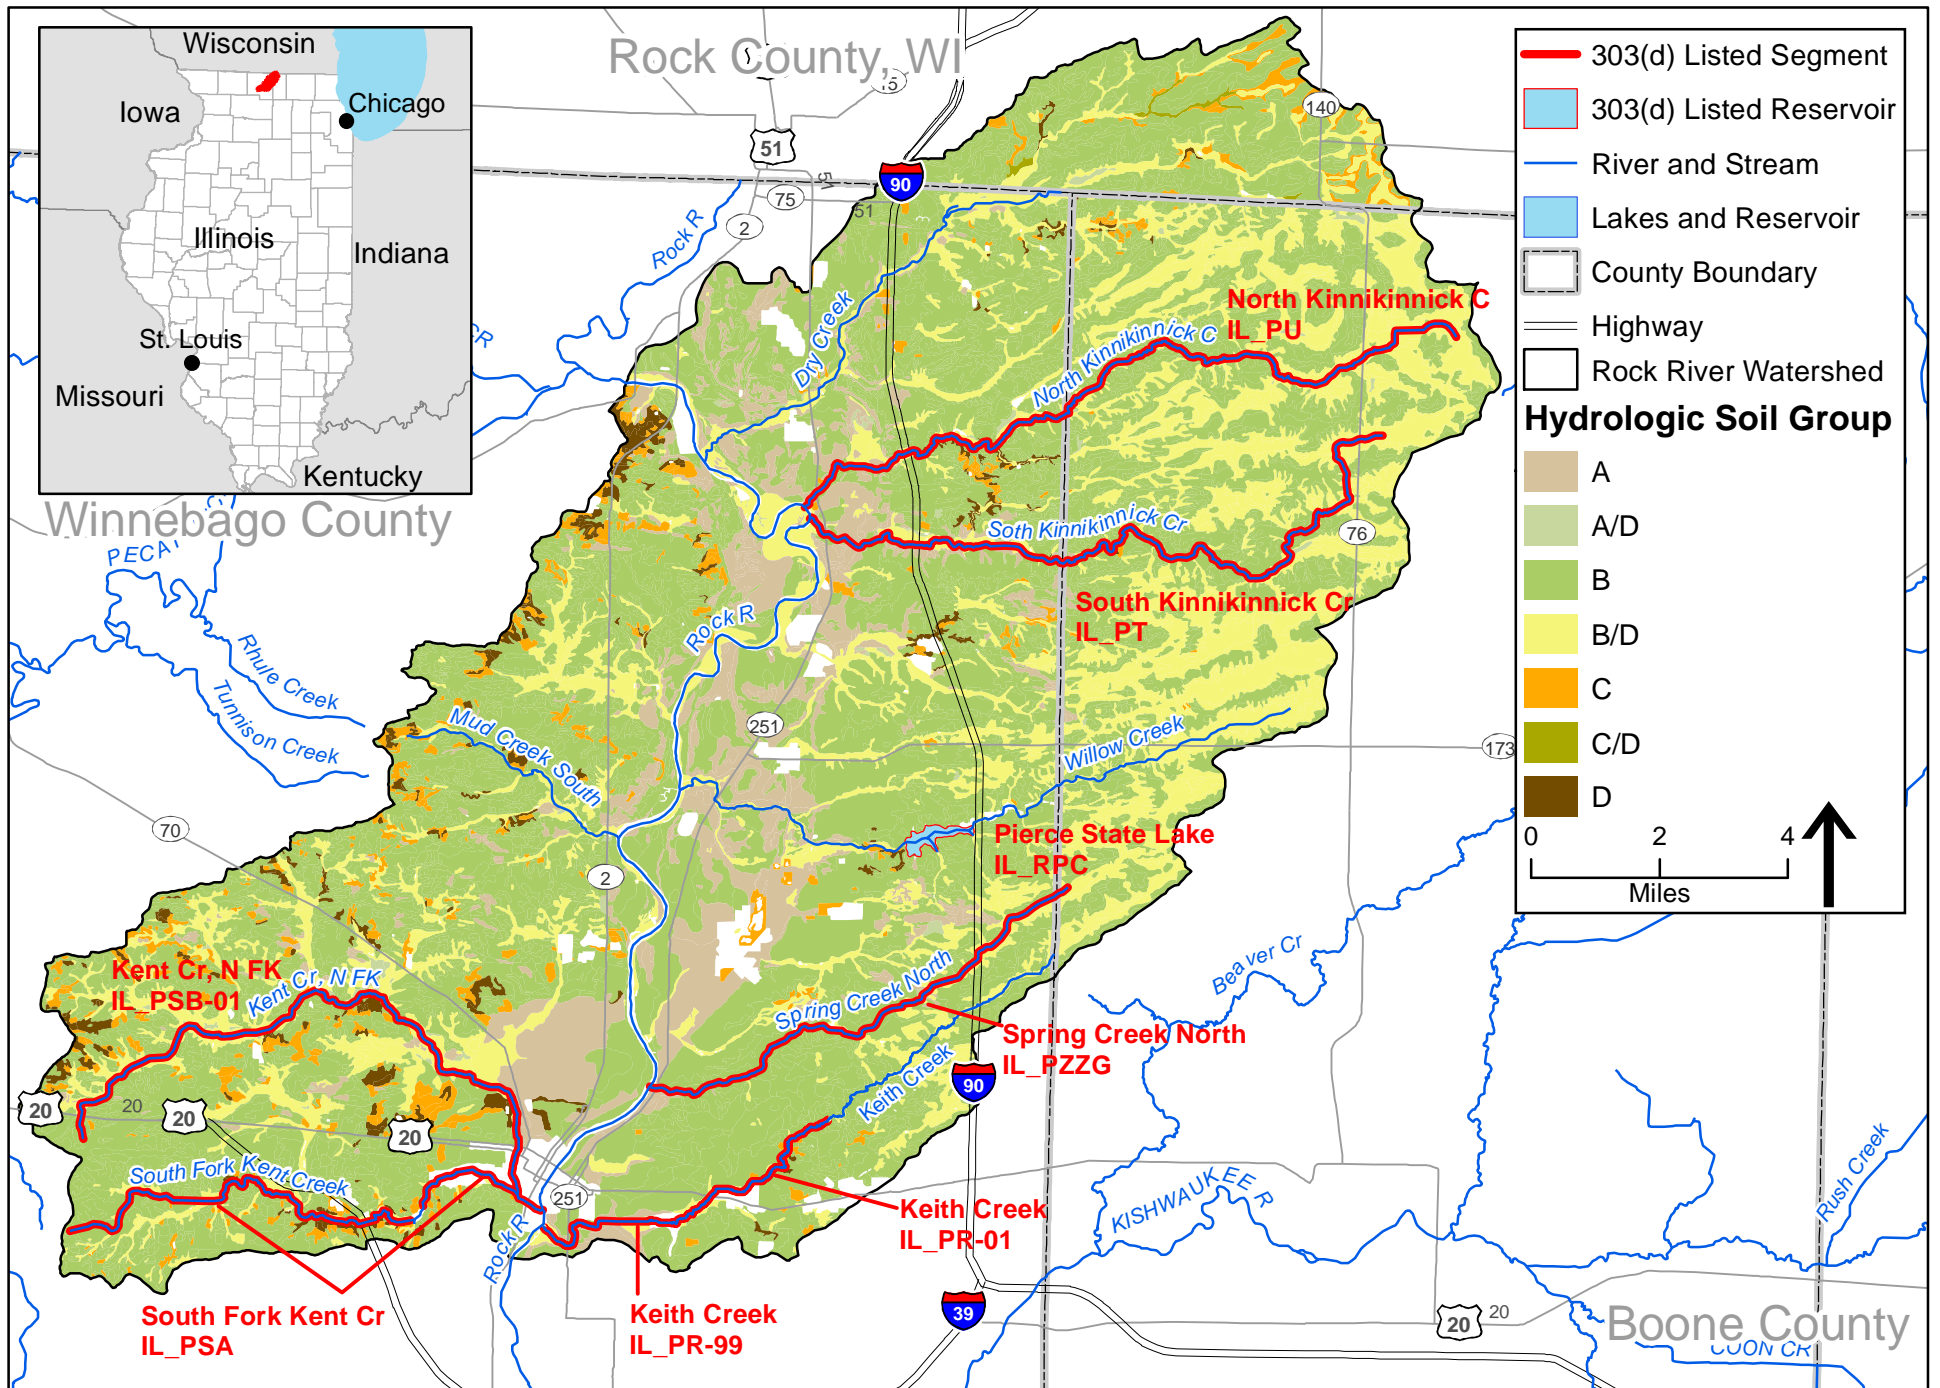 Wisconsin
Iowa
Chicago
Illinois
Indiana
St. Louis
Missouri
Kentucky
Rock County, WI
Winnebago County
Boone County
303(d) Listed Segment
303(d) Listed Reservoir
River and Stream
Lakes and Reservoir
County Boundary
Highway
Rock River Watershed
Hydrologic Soil Group
A
A/D
B
B/D
C
C/D
D
0 2 4
Miles
51
90
75
51
51
2
140
Rock R
Dry Creek
North Kinnikinnick C
IL_PU
North Kinnikinnick C
Soth Kinnikinnick Cr
76
South Kinnikinnick Cr
IL_PT
Rock R
Rhule Creek
Tunnison Creek
Mud Creek South
251
Willow Creek
173
70
2
Pierce State Lake
IL_RPC
Kent Cr, N FK
IL_PSB-01
Kent Cr, N FK
Spring Creek North
Spring Creek North
IL_PZZG
Beaver Cr
Keith Creek
90
20
20
20
20
South Fork Kent Creek
251
Rock R
Keith Creek
IL_PR-01
KISHWAUKEE R
Rush Creek
South Fork Kent Cr
IL_PSA
Keith Creek
IL_PR-99
39
20
20
COON CR